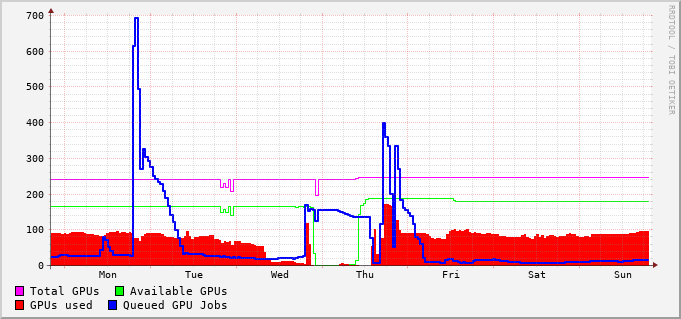 700
600
500
400
300
200
100
0
Mon Tue Wed Thu Fri Sat Sun
Total GPUs Available GPUs
GPUs used Queued GPU Jobs
RRDTOOL / TOBI OETIKER